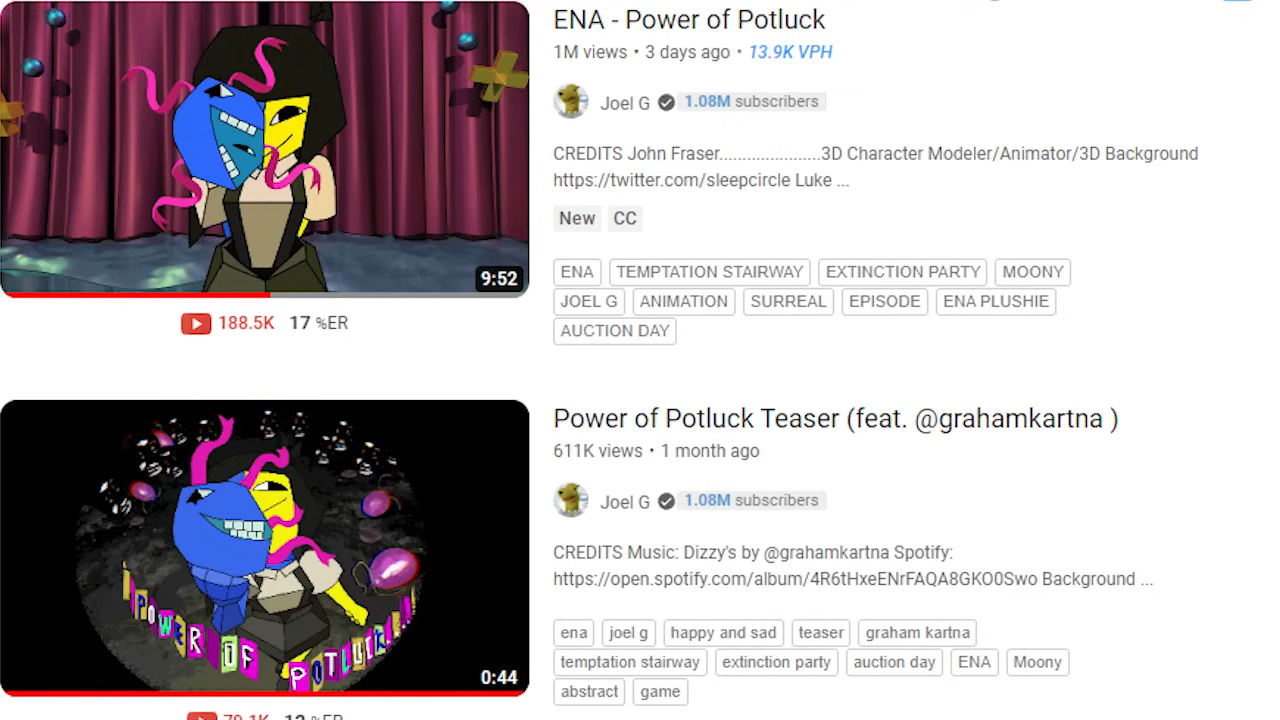 ENA - Power of Potluck
1M views • 3 days ago • 13.9K VPH
Joel G 1.08M subscribers
CREDITS John Fraser......................3D Character Modeler/Animator/3D Background
https://twitter.com/sleepcircle Luke ...
New CC
9:52
188.5K 17 %ER
ENA TEMPTATION STAIRWAY EXTINCTION PARTY MOONY
JOEL G ANIMATION SURREAL EPISODE ENA PLUSHIE
AUCTION DAY
Power of Potluck Teaser (feat. @grahamkartna )
611K views • 1 month ago
Joel G 1.08M subscribers
CREDITS Music: Dizzy's by @grahamkartna Spotify:
https://open.spotify.com/album/4R6tHxeENrFAQA8GKO0Swo Background ...
POWER OF POTLUCK!!!
0:44
ena joel g happy and sad teaser graham kartna
temptation stairway extinction party auction day ENA Moony
abstract game
79.1K 12 %ER